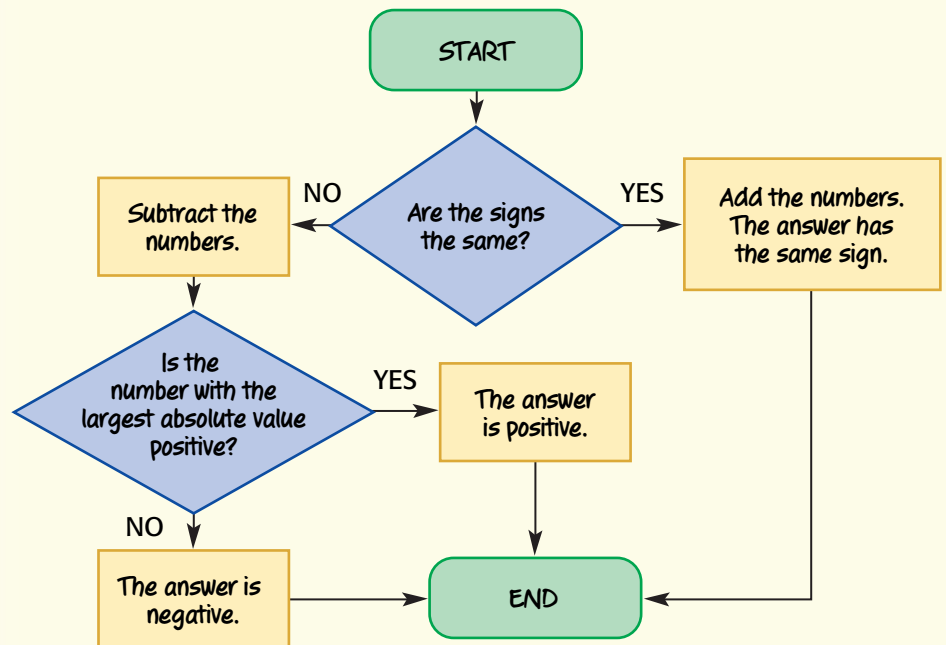 START
Are the signs
the same?
NO
YES
Subtract the
numbers.
Add the numbers.
The answer has
the same sign.
Is the
number with the
largest absolute value
positive?
YES
The answer
is positive.
NO
The answer is
negative.
END